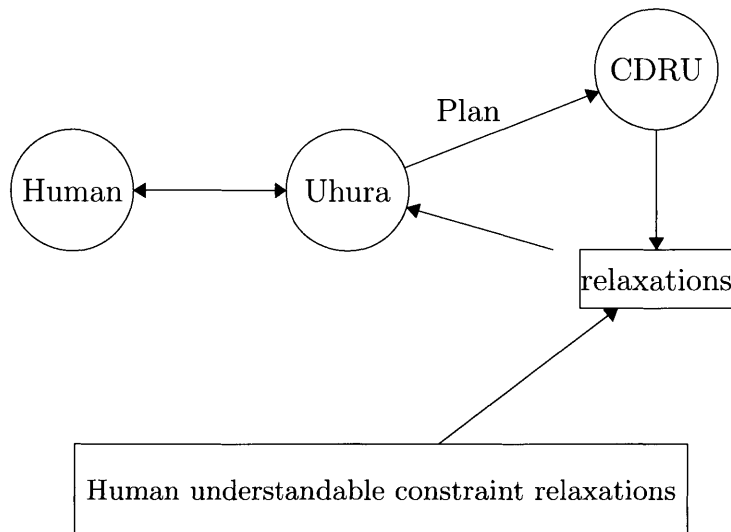 CDRU
Plan
Human
Uhura
relaxations
Human understandable constraint relaxations